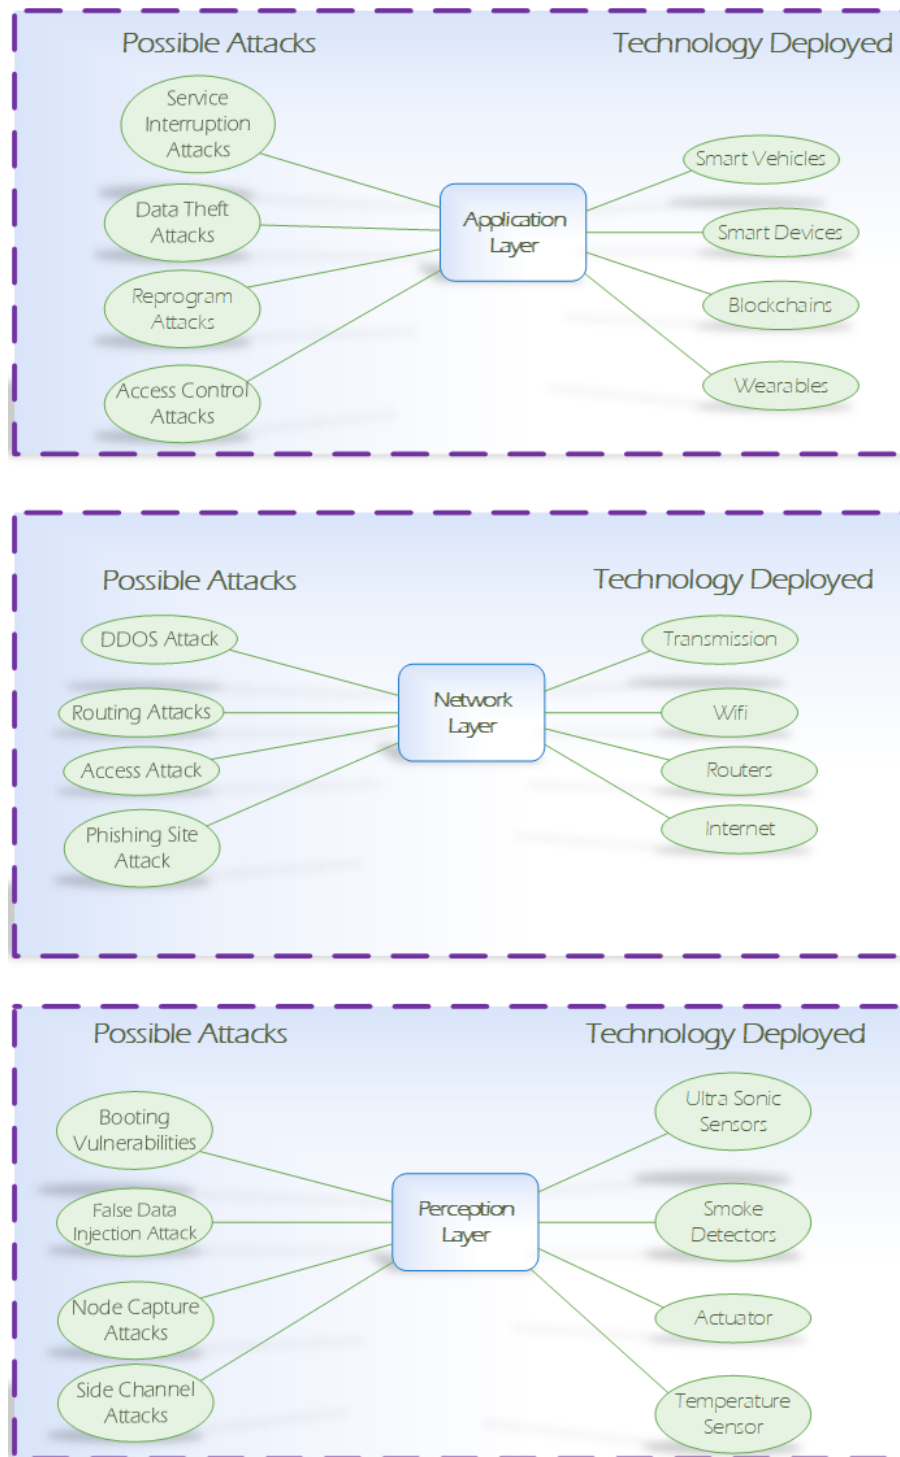 Possible Attacks
Technology Deployed
Service
Interruption
Attacks
Data Theft
Attacks
Reprogram
Attacks
Access Control
Attacks
Application
Layer
Smart Vehicles
Smart Devices
Blockchains
Wearables
Possible Attacks
Technology Deployed
DDOS Attack
Routing Attacks
Access Attack
Phishing Site
Attack
Network
Layer
Transmission
Wifi
Routers
Internet
Possible Attacks
Technology Deployed
Booting
Vulnerabilities
False Data
Injection Attack
Node Capture
Attacks
Side Channel
Attacks
Perception
Layer
Ultra Sonic
Sensors
Smoke
Detectors
Actuator
Temperature
Sensor